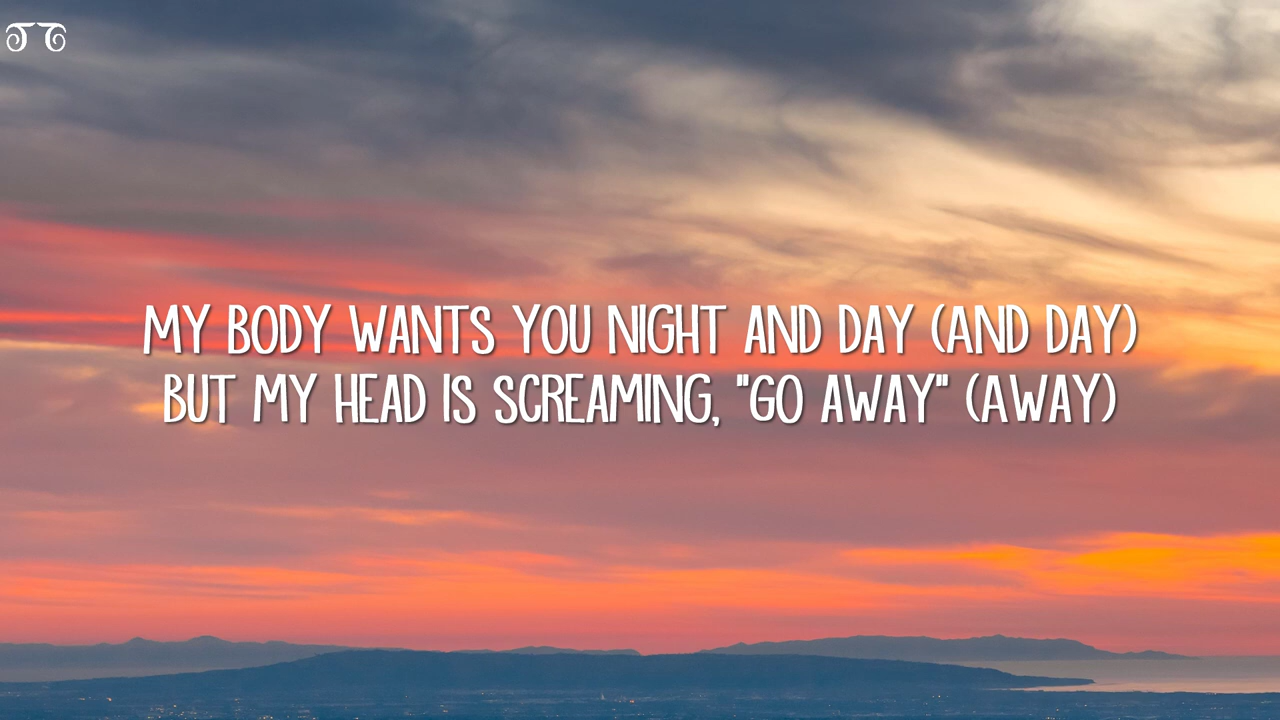 MY BODY WANTS YOU NIGHT AND DAY (AND DAY)
BUT MY HEAD IS SCREAMING, "GO AWAY" (AWAY)